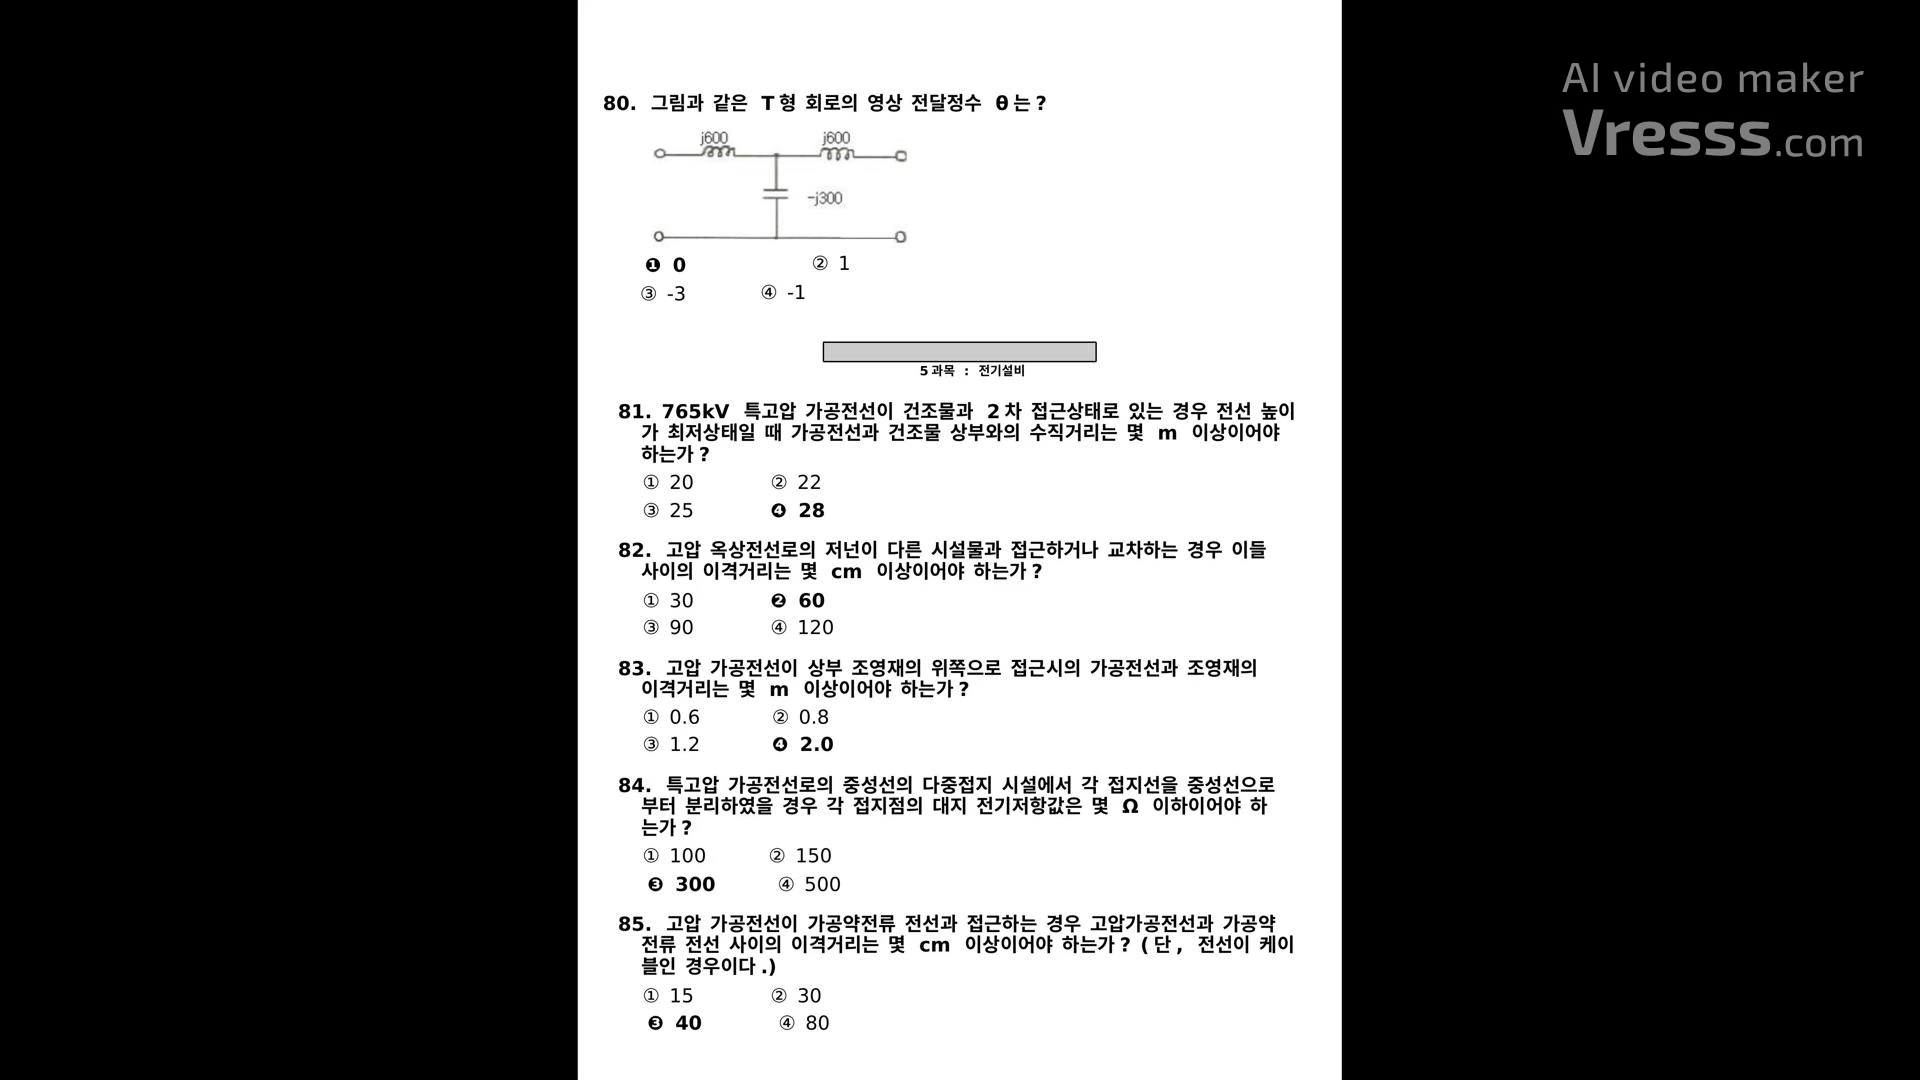 AI video maker
Vresss.com
80. 그림과 같은 T형 회로의 영상 전달정수 θ는?
j600 j600
-j300
❶ 0 ② 1
③ -3 ④ -1
5과목 : 전기설비
81. 765kV 특고압 가공전선이 건조물과 2차 접근상태로 있는 경우 전선 높이
가 최저상태일 때 가공전선과 건조물 상부와의 수직거리는 몇 m 이상이어야
하는가?
① 20 ② 22
③ 25 ❹ 28
82. 고압 옥상전선로의 저넌이 다른 시설물과 접근하거나 교차하는 경우 이들
사이의 이격거리는 몇 cm 이상이어야 하는가?
① 30 ❷ 60
③ 90 ④ 120
83. 고압 가공전선이 상부 조영재의 위쪽으로 접근시의 가공전선과 조영재의
이격거리는 몇 m 이상이어야 하는가?
① 0.6 ② 0.8
③ 1.2 ❹ 2.0
84. 특고압 가공전선로의 중성선의 다중접지 시설에서 각 접지선을 중성선으로
부터 분리하였을 경우 각 접지점의 대지 전기저항값은 몇 Ω 이하이어야 하
는가?
① 100 ② 150
❸ 300 ④ 500
85. 고압 가공전선이 가공약전류 전선과 접근하는 경우 고압가공전선과 가공약
전류 전선 사이의 이격거리는 몇 cm 이상이어야 하는가? (단, 전선이 케이
블인 경우이다.)
① 15 ② 30
❸ 40 ④ 80